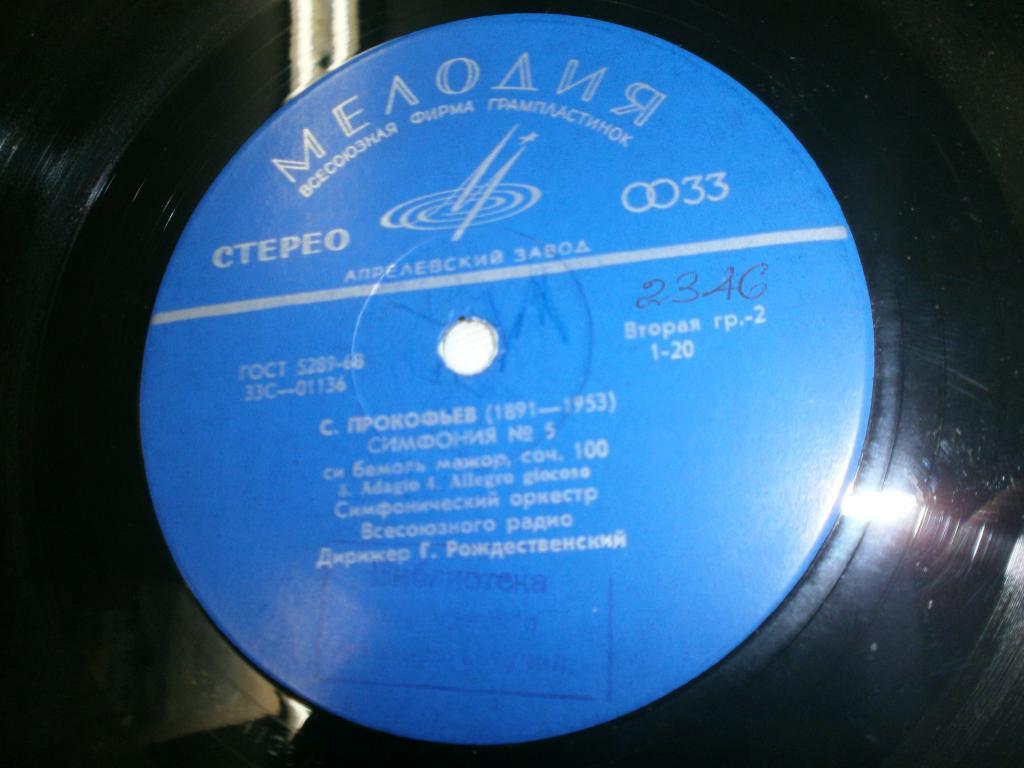 МЕЛОДИЯ
ВСЕСОЮЗНАЯ ФИРМА ГРАМПЛАСТИНОК
СТЕРЕО
33
АПРЕЛЕВСКИЙ ЗАВОД
2346
Вторая гр.-2
1-20
ГОСТ 5289-68
33С—01136
С. ПРОКОФЬЕВ (1891—1953)
СИМФОНИЯ № 5
си бемоль мажор, соч. 100
3. Adagio 4. Allegro giocoso
Симфонический оркестр
Всесоюзного радио
Дирижер Г. Рождественский
Библиотека